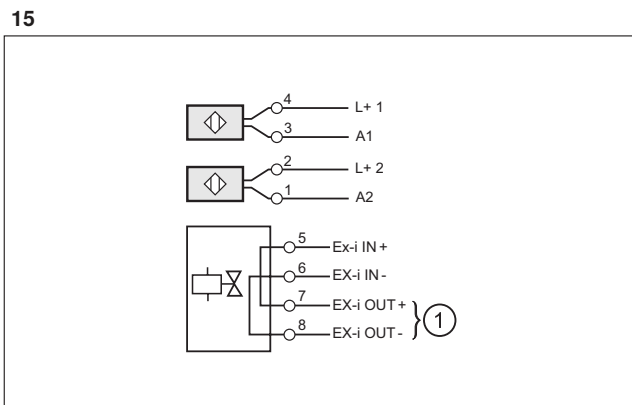 15
4 L+ 1
3 A1
2 L+ 2
1 A2
5 Ex-i IN+
6 EX-i IN-
7 EX-i OUT+
8 EX-i OUT-
1